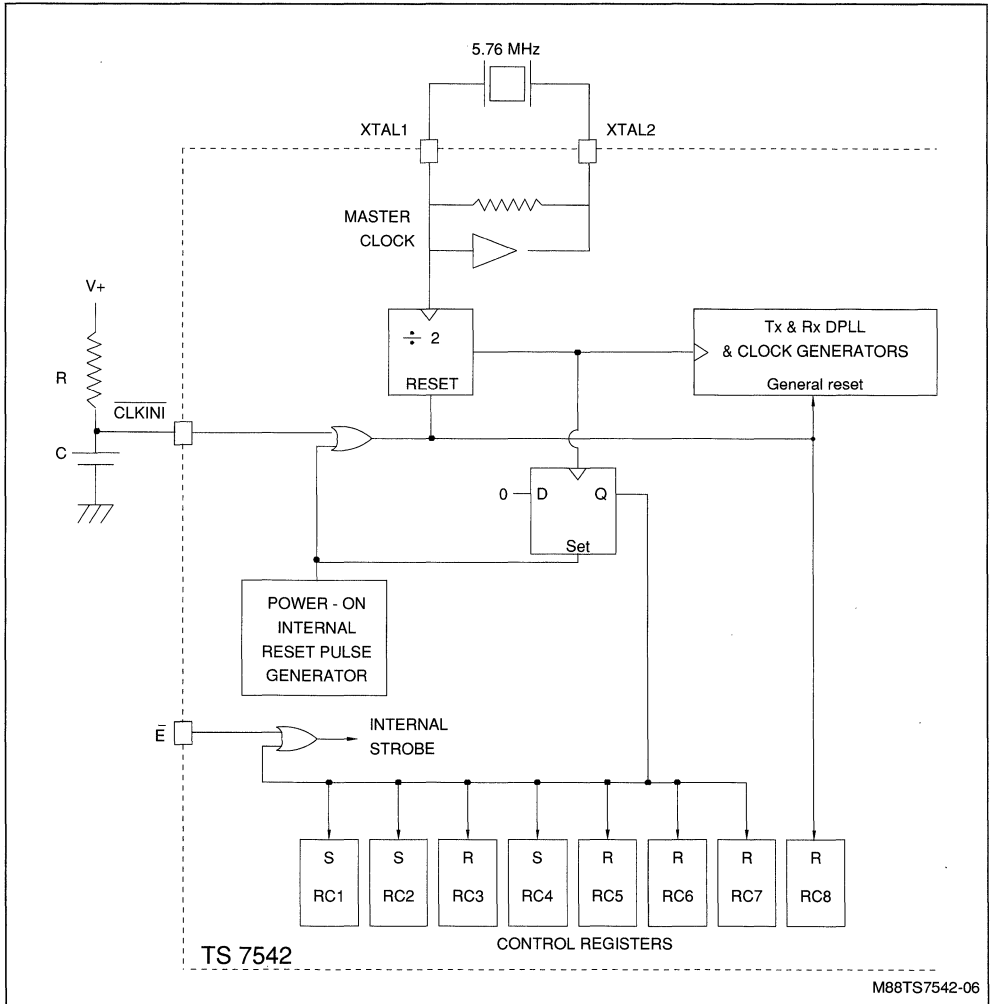 5.76 MHz
XTAL1
XTAL2
MASTER
CLOCK
V+
÷ 2
RESET
Tx & Rx DPLL
& CLOCK GENERATORS
General reset
R
CLKINI
C
0
D
Q
Set
POWER - ON
INTERNAL
RESET PULSE
GENERATOR
E
INTERNAL
STROBE
S
S
R
S
R
R
R
R
RC1
RC2
RC3
RC4
RC5
RC6
RC7
RC8
CONTROL REGISTERS
TS 7542
M88TS7542-06